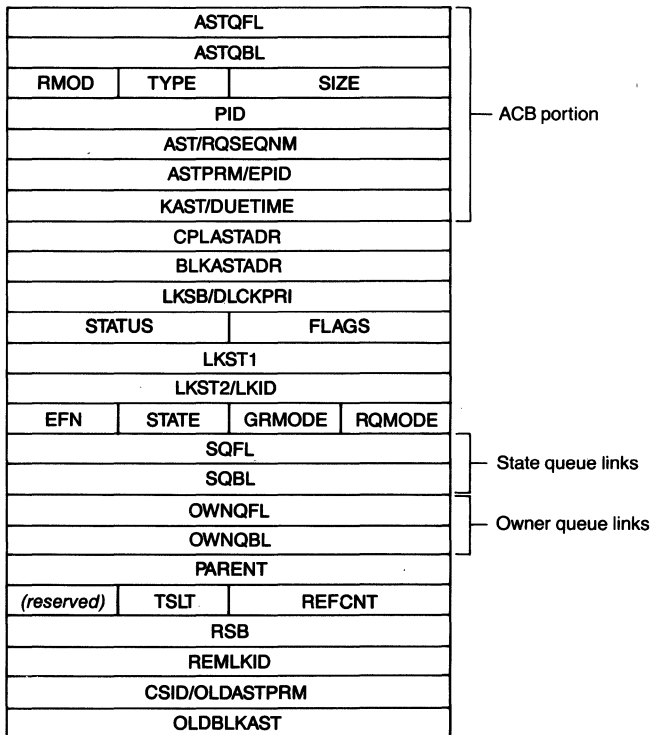 ASTQFL
ASTQBL
RMOD TYPE SIZE
PID
ACB portion
AST/RQSEQNM
ASTPRM/EPID
KAST/DUETIME
CPLASTADR
BLKASTADR
LKSB/DLCKPRI
STATUS FLAGS
LKST1
LKST2/LKID
EFN STATE GRMODE RQMODE
SQFL
State queue links
SQBL
OWNQFL
Owner queue links
OWNQBL
PARENT
(reserved) TSLT REFCNT
RSB
REMLKID
CSID/OLDASTPRM
OLDBLKAST